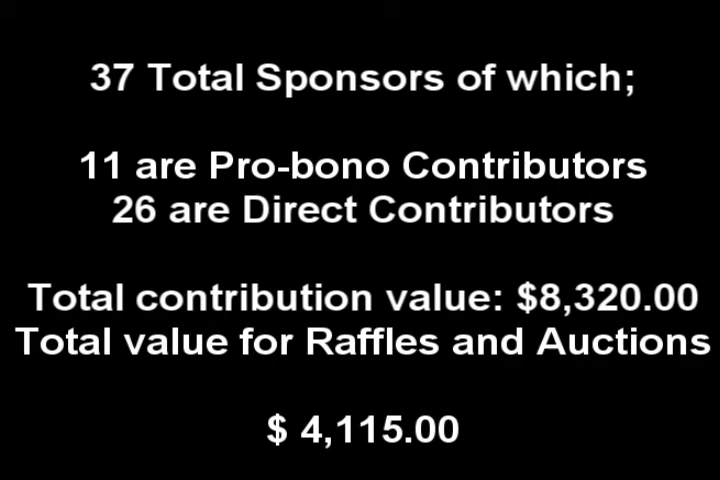 37 Total Sponsors of which;
11 are Pro-bono Contributors
26 are Direct Contributors
Total contribution value: $8,320.00
Total value for Raffles and Auctions
$ 4,115.00